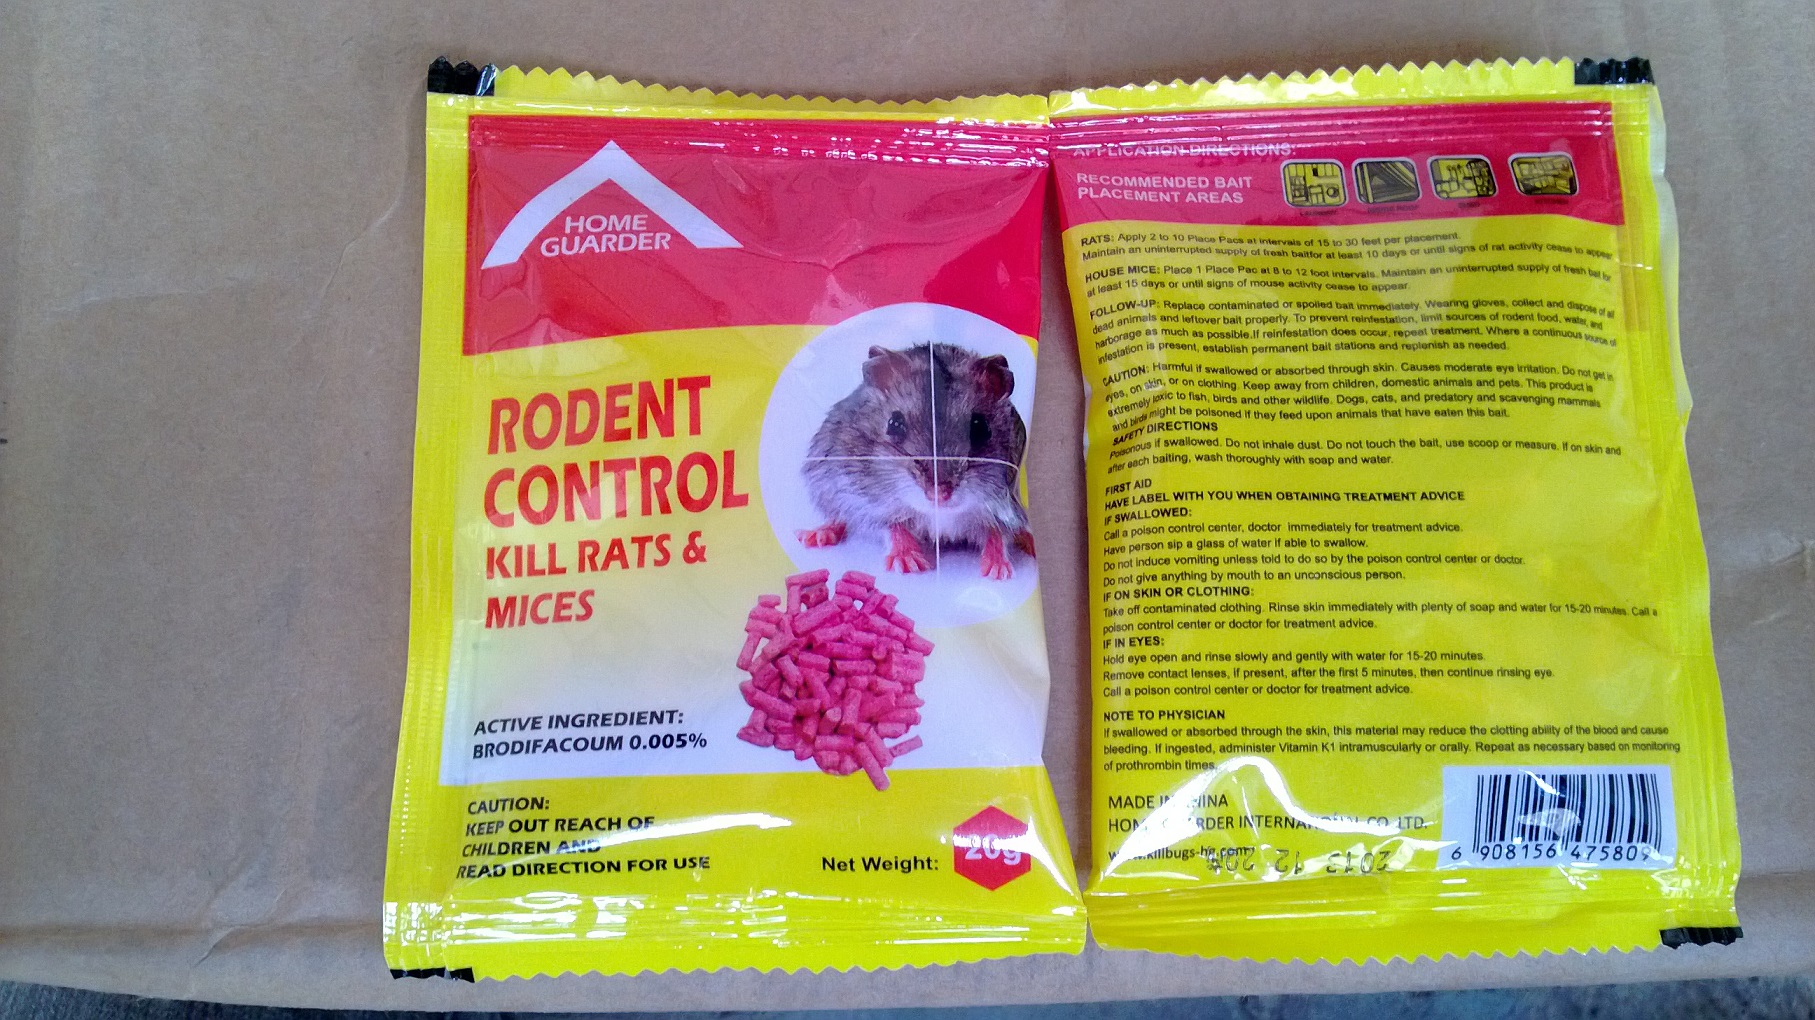 HOME
GUARDER
RODENT
CONTROL
KILL RATS &
MICES
ACTIVE INGREDIENT:
BRODIFACOUM 0.005%
CAUTION:
KEEP OUT REACH OF
CHILDREN AND
READ DIRECTION FOR USE
Net Weight:
20g
APPLICATION DIRECTIONS:
RECOMMENDED BAIT
PLACEMENT AREAS
RATS: Apply 2 to 10 Place Pacs at intervals of 15 to 30 feet per placement.
Maintain an uninterrupted supply of fresh baitfor at least 10 days or until signs of rat activity cease to appear
HOUSE MICE: Place 1 Place Pac at 8 to 12 foot intervals. Maintain an uninterrupted supply of fresh bait for
at least 15 days or until signs of mouse activity cease to appear.
FOLLOW-UP: Replace contaminated or spoiled bait immediately. Wearing gloves, collect and dispose of all
dead animals and leftover bait properly. To prevent reinfestation, limit sources of rodent food, water, and
harborage as much as possible.If reinfestation does occur, repeat treatment. Where a continuous source of
infestation is present, establish permanent bait stations and replenish as needed.
CAUTION: Harmful if swallowed or absorbed through skin. Causes moderate eye irritation. Do not get in
eyes, on skin, or on clothing. Keep away from children, domestic animals and pets. This product is
extremely toxic to fish, birds and other wildlife. Dogs, cats, and predatory and scavenging mammals
and birds might be poisoned if they feed upon animals that have eaten this bait.
SAFETY DIRECTIONS
Poisonous if swallowed. Do not inhale dust. Do not touch the bait, use scoop or measure. If on skin and
after each baiting, wash thoroughly with soap and water.
FIRST AID
HAVE LABEL WITH YOU WHEN OBTAINING TREATMENT ADVICE
IF SWALLOWED:
Call a poison control center, doctor immediately for treatment advice.
Have person sip a glass of water if able to swallow.
Do not induce vomiting unless told to do so by the poison control center or doctor.
Do not give anything by mouth to an unconscious person.
IF ON SKIN OR CLOTHING:
Take off contaminated clothing. Rinse skin immediately with plenty of soap and water for 15-20 minutes. Call a
poison control center or doctor for treatment advice.
IF IN EYES:
Hold eye open and rinse slowly and gently with water for 15-20 minutes.
Remove contact lenses, if present, after the first 5 minutes, then continue rinsing eye.
Call a poison control center or doctor for treatment advice.
NOTE TO PHYSICIAN
If swallowed or absorbed through the skin, this material may reduce the clotting ability of the blood and cause
bleeding. If ingested, administer Vitamin K1 intramuscularly or orally. Repeat as necessary based on monitoring
of prothrombin times.
MADE IN CHINA
HOME GUARDER INTERNATIONAL CO.,LTD.
2013 12
6 908156 475809